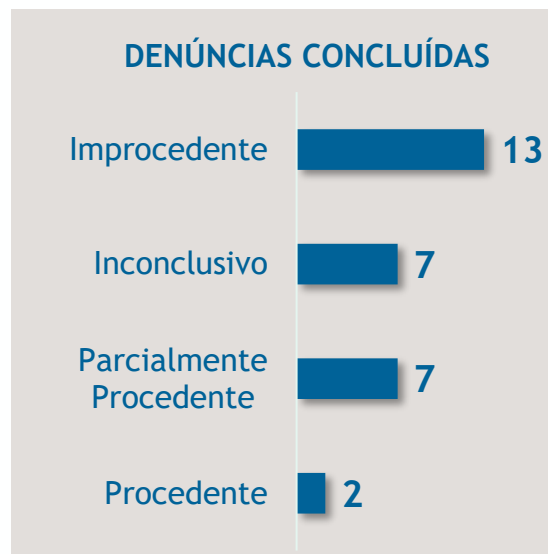 DENÚNCIAS CONCLUÍDAS
Improcedente 13
Inconclusivo 7
Parcialmente
Procedente 7
Procedente 2